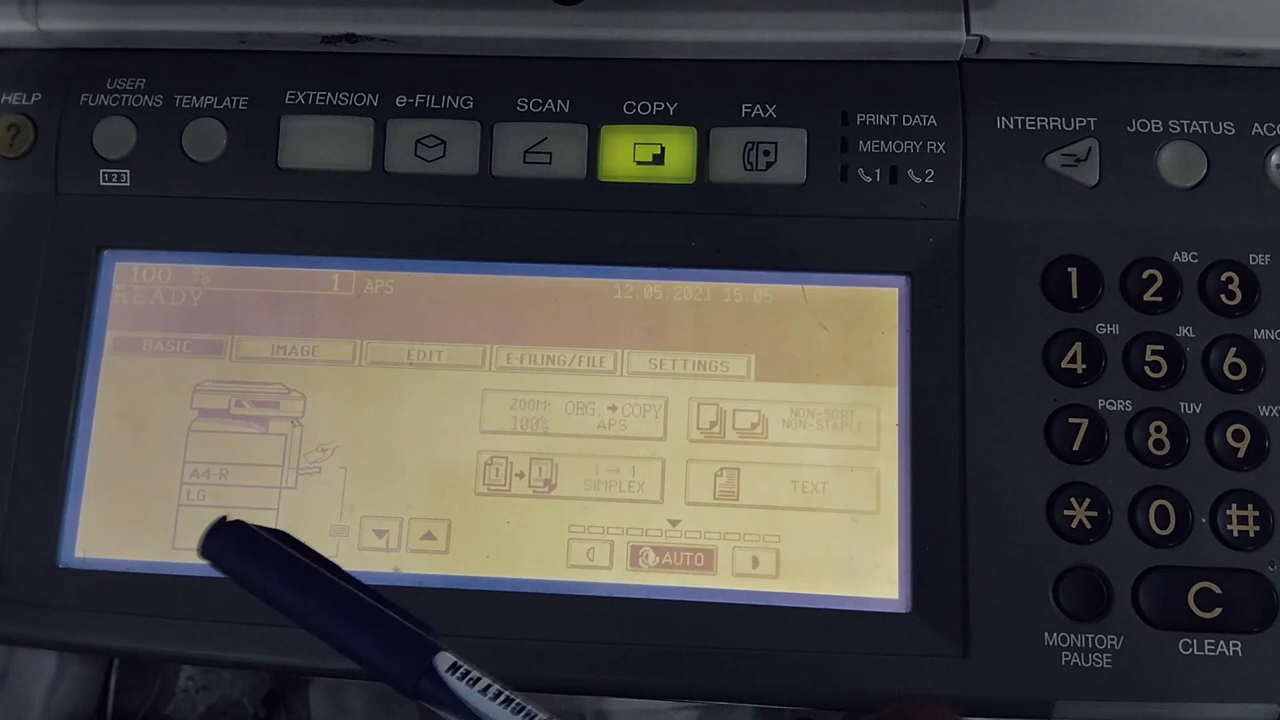 HELP
USER
FUNCTIONS
TEMPLATE
EXTENSION
e-FILING
SCAN
COPY
FAX
PRINT DATA
MEMORY RX
1
2
INTERRUPT
JOB STATUS
123
100 %
1
APS
12.05.2021 15:05
READY
BASIC
IMAGE
EDIT
E-FILING/FILE
SETTINGS
ZOOM·
100%
ORG.➔COPY
APS
NON-SORT
NON-STAPLE
A4-R
LG
1
1
1 → 1
SIMPLEX
TEXT
AUTO
ABC
DEF
1
2
3
GHI
JKL
4
5
6
PQRS
TUV
7
8
9
*
0
#
MONITOR/
PAUSE
C
CLEAR